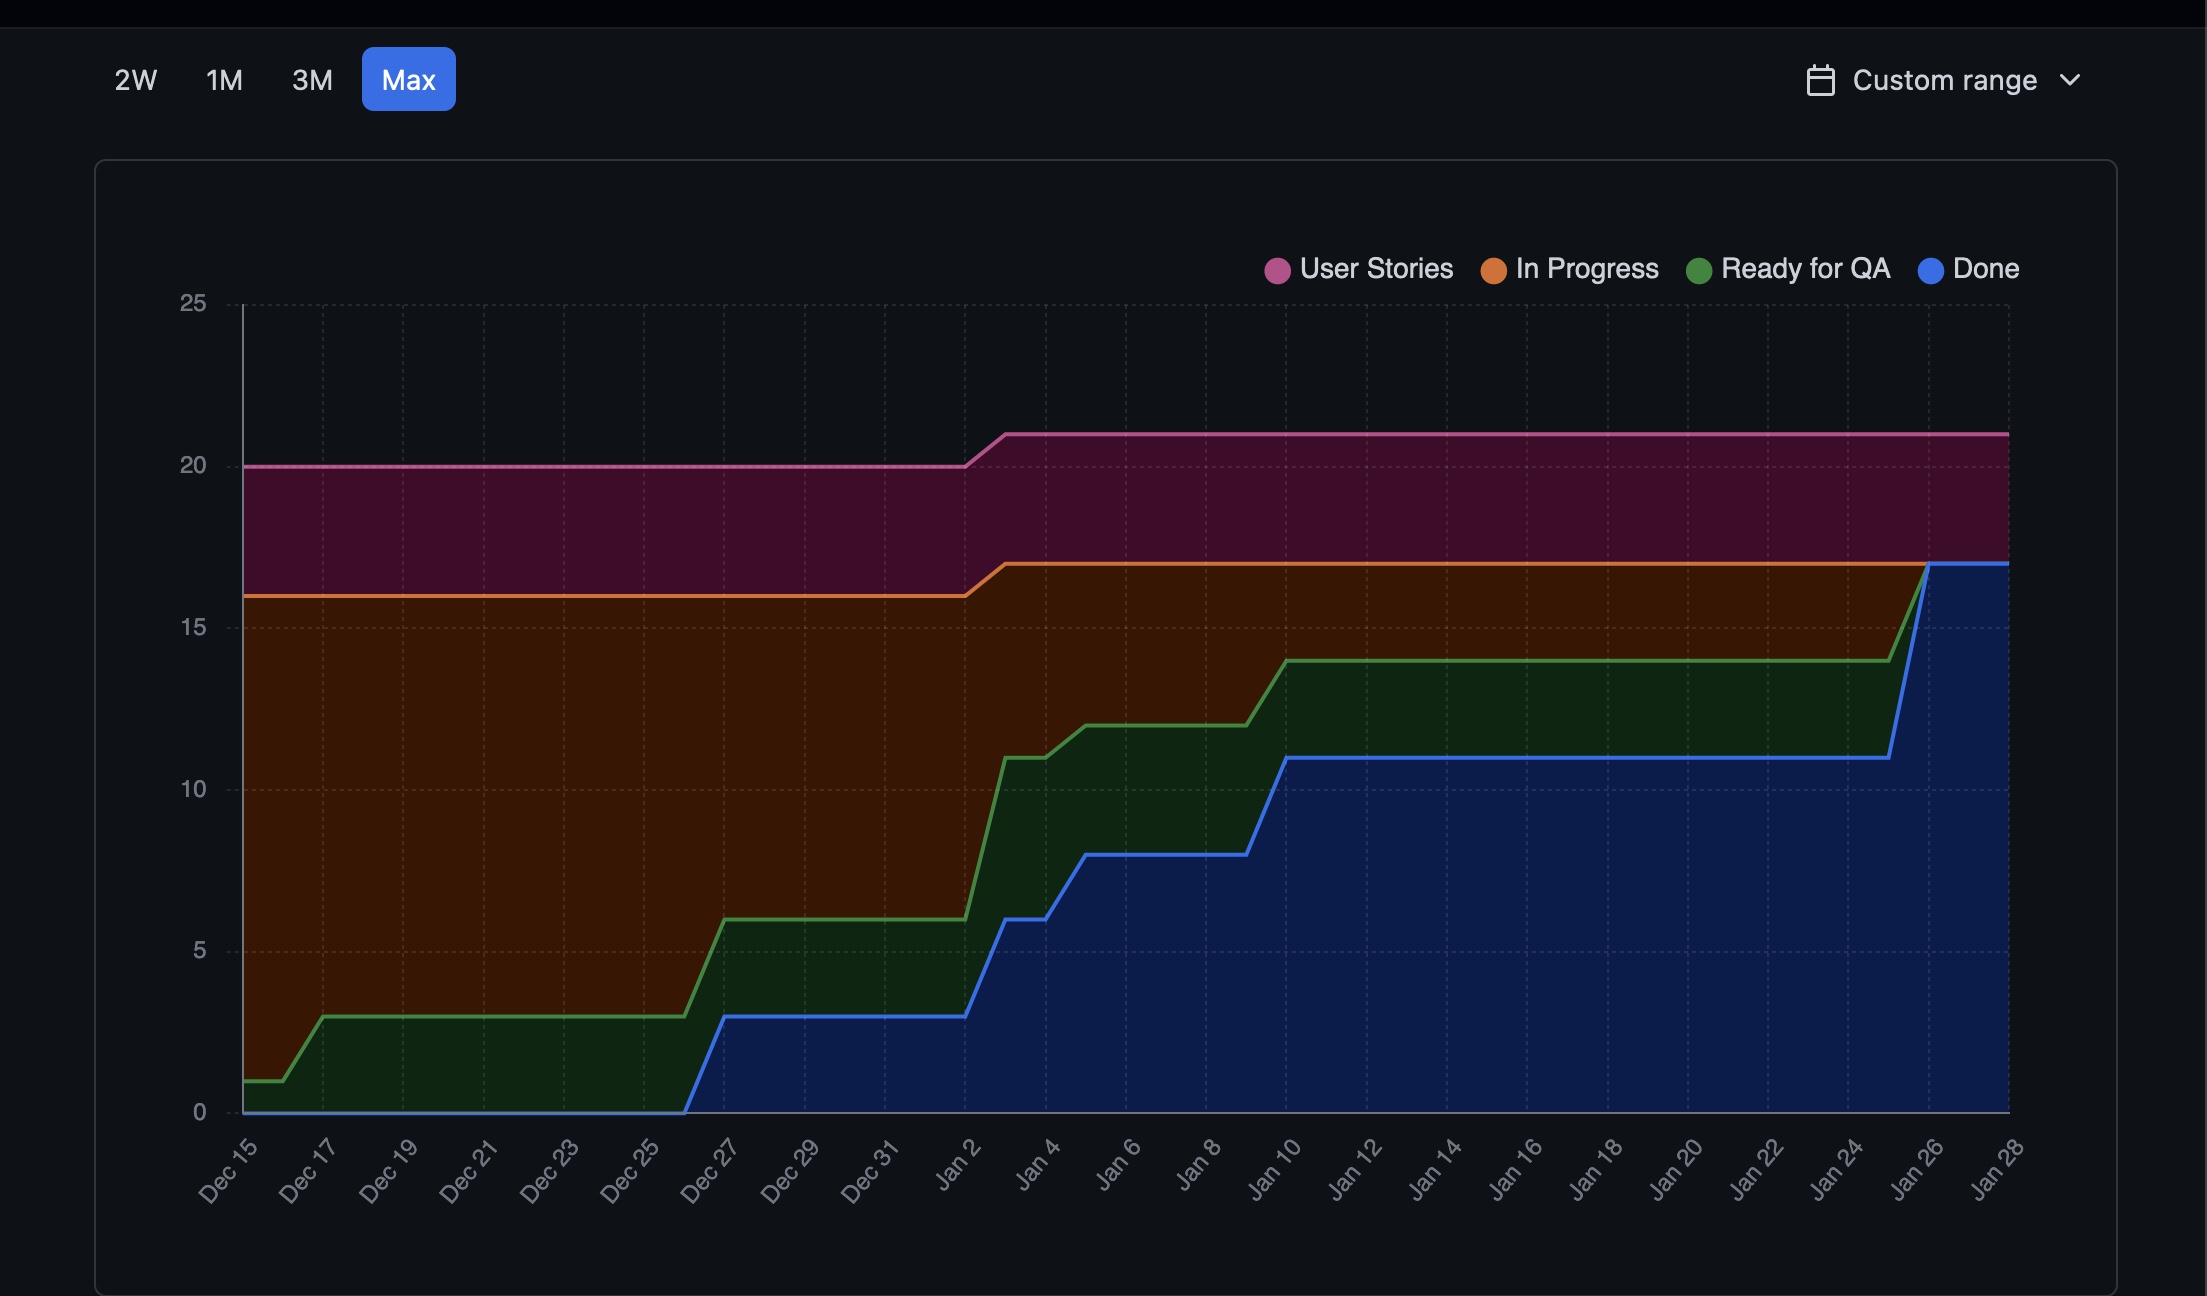 2W 1M 3M Max Custom range
User Stories In Progress Ready for QA Done
25
20
15
10
5
0
Dec 15 Dec 17 Dec 19 Dec 21 Dec 23 Dec 25 Dec 27 Dec 29 Dec 31 Jan 2 Jan 4 Jan 6 Jan 8 Jan 10 Jan 12 Jan 14 Jan 16 Jan 18 Jan 20 Jan 22 Jan 24 Jan 26 Jan 28